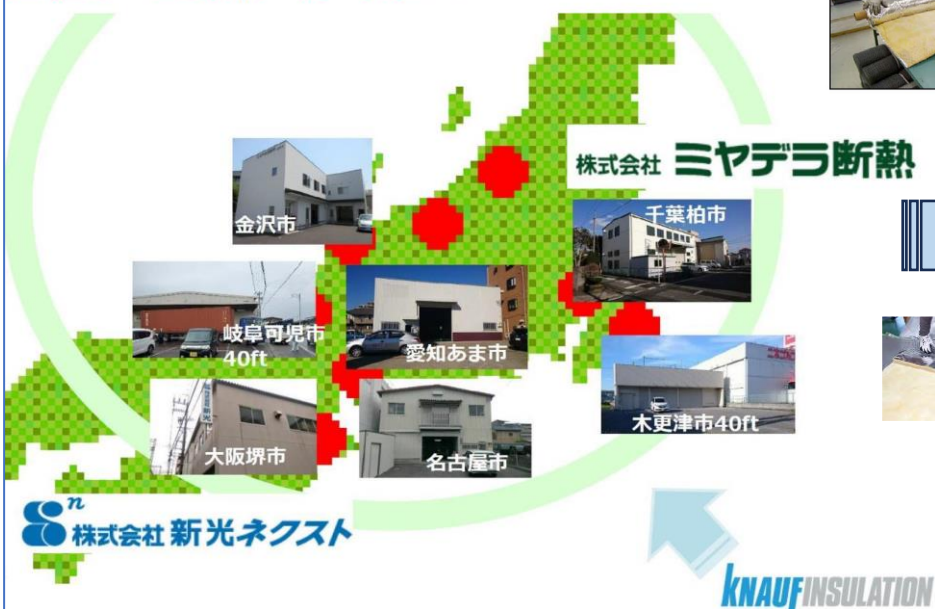 株式会社 ミヤデラ断熱
金沢市
千葉柏市
岐阜可児市
40ft
愛知あま市
木更津市40ft
大阪堺市
名古屋市
Sn 株式会社 新光ネクスト
KNAUFINSULATION